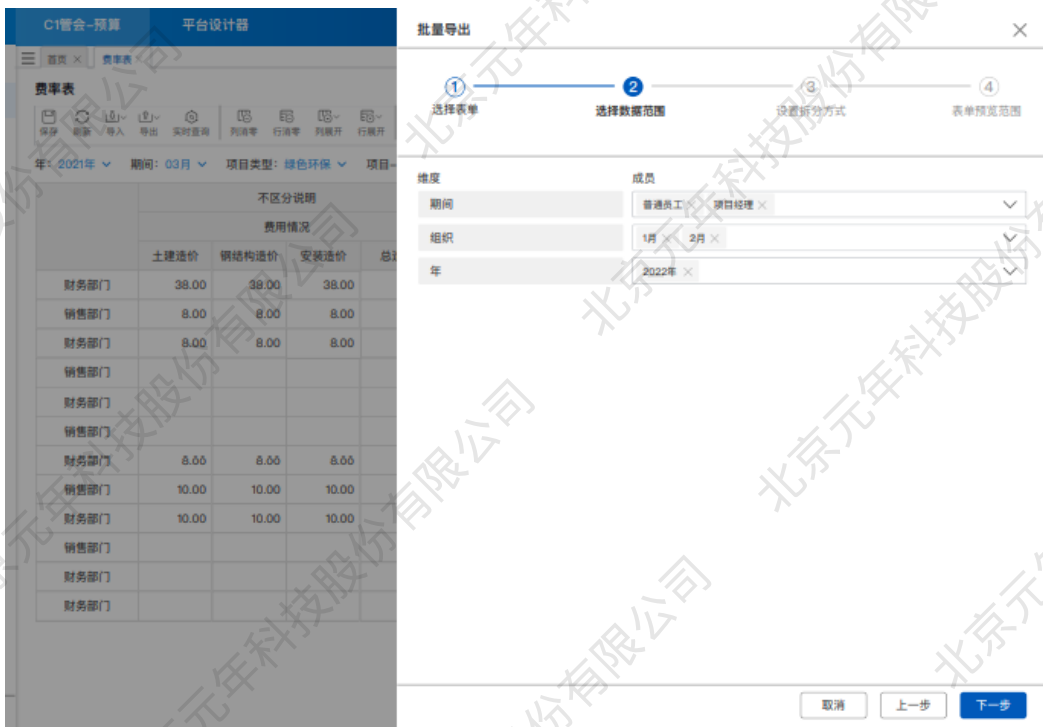 C1管会-预算 平台设计器
首页 × 费率表
费率表
保存 刷新 导入 导出 实时查询 列清零 行清零 列展开 行展开
年: 2021年 期间: 03月 项目类型: 绿色环保 项目-
不区分说明
费用情况
土建造价 钢结构造价 安装造价
财务部门 38.00 38.00 38.00
销售部门 8.00 8.00 8.00
财务部门 8.00 8.00 8.00
销售部门
财务部门
销售部门
财务部门 8.00 8.00 8.00
销售部门 10.00 10.00 10.00
财务部门 10.00 10.00 10.00
销售部门
财务部门
财务部门
批量导出
1 2 3 4
选择表单 选择数据范围 设置拆分方式 表单预览范围
维度 成员
期间 普通员工 × 项目经理 ×
组织 1月 × 2月 ×
年 2022年 ×
取消 上一步 下一步
北京元年科技股份有限公司